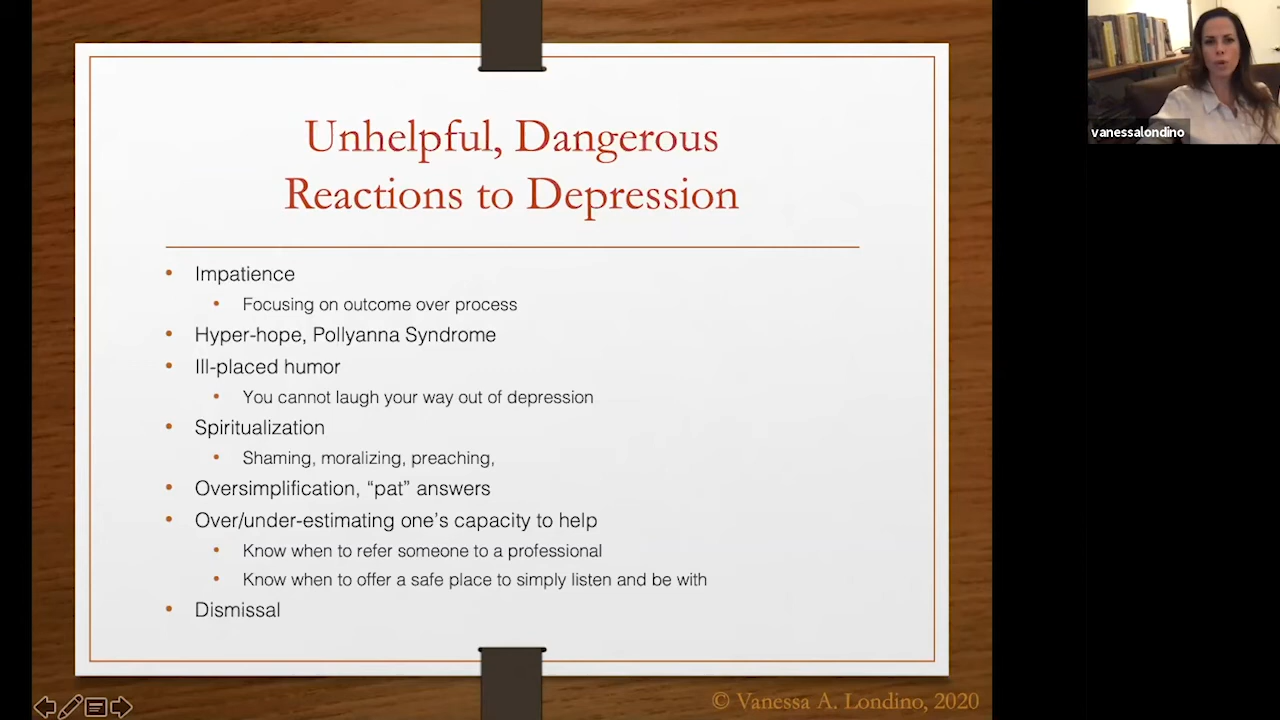 Unhelpful, Dangerous
Reactions to Depression
• Impatience
• Focusing on outcome over process
• Hyper-hope, Pollyanna Syndrome
• Ill-placed humor
• You cannot laugh your way out of depression
• Spiritualization
• Shaming, moralizing, preaching,
• Oversimplification, “pat” answers
• Over/under-estimating one’s capacity to help
• Know when to refer someone to a professional
• Know when to offer a safe place to simply listen and be with
• Dismissal
© Vanessa A. Londino, 2020
vanessalondino